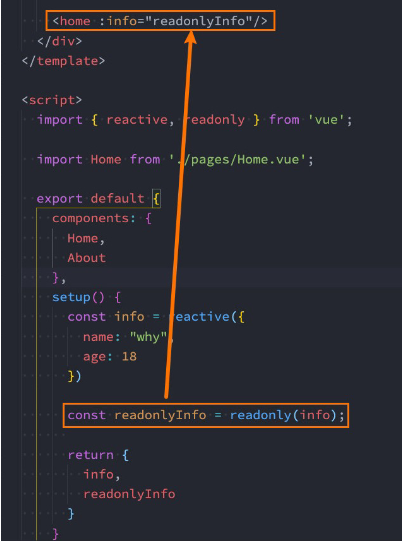 <home :info="readonlyInfo"/>
</div>
</template>
<script>
import { reactive, readonly } from 'vue';
import Home from './pages/Home.vue';
export default {
components: {
Home,
About
},
setup() {
const info = reactive({
name: "why",
age: 18
})
const readonlyInfo = readonly(info);
return {
info,
readonlyInfo
}
}